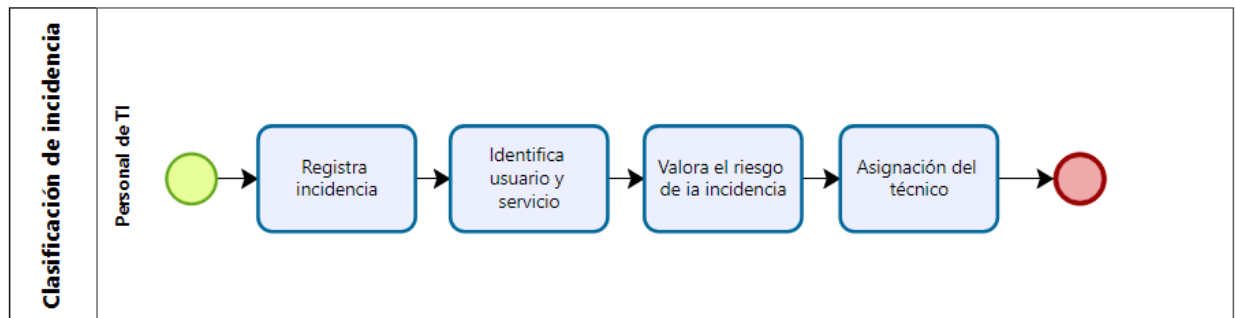 Clasificación de incidencia
Personal de TI
Registra
incidencia
Identifica
usuario y
servicio
Valora el riesgo
de ia incidencia
Asignación del
técnico